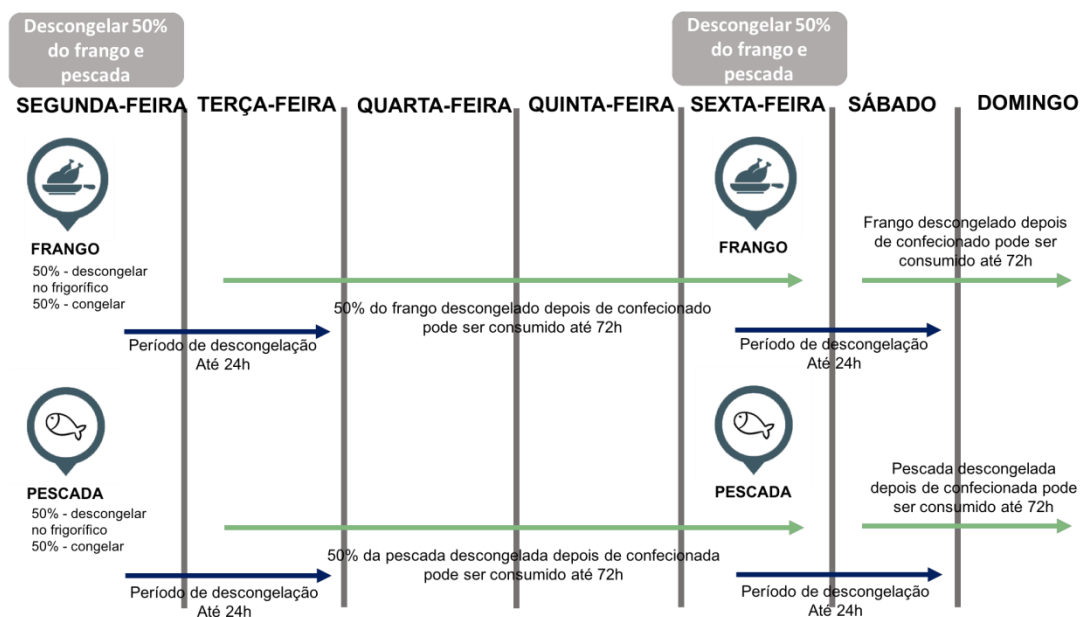 Descongelar 50%
do frango e
pescada
Descongelar 50%
do frango e
pescada
SEGUNDA-FEIRA
TERÇA-FEIRA
QUARTA-FEIRA
QUINTA-FEIRA
SEXTA-FEIRA
SÁBADO
DOMINGO
FRANGO
50% - descongelar
no frigorífico
50% - congelar
50% do frango descongelado depois de confecionado
pode ser consumido até 72h
Período de descongelação
Até 24h
FRANGO
Frango descongelado depois
de confecionado pode ser
consumido até 72h
Período de descongelação
Até 24h
PESCADA
50% - descongelar
no frigorífico
50% - congelar
50% da pescada descongelada depois de confecionada
pode ser consumido até 72h
Período de descongelação
Até 24h
PESCADA
Pescada descongelada
depois de confecionada pode
ser consumido até 72h
Período de descongelação
Até 24h